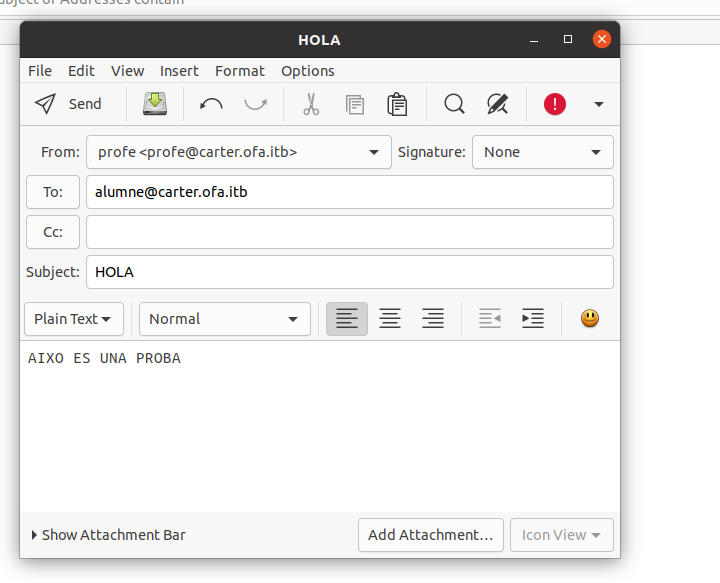 ubject or Addresses contain
HOLA
File Edit View Insert Format Options
Send
From: profe <profe@carter.ofa.itb> Signature: None
To: alumne@carter.ofa.itb
Cc:
Subject: HOLA
Plain Text Normal
AIXO ES UNA PROBA
Show Attachment Bar Add Attachment... Icon View